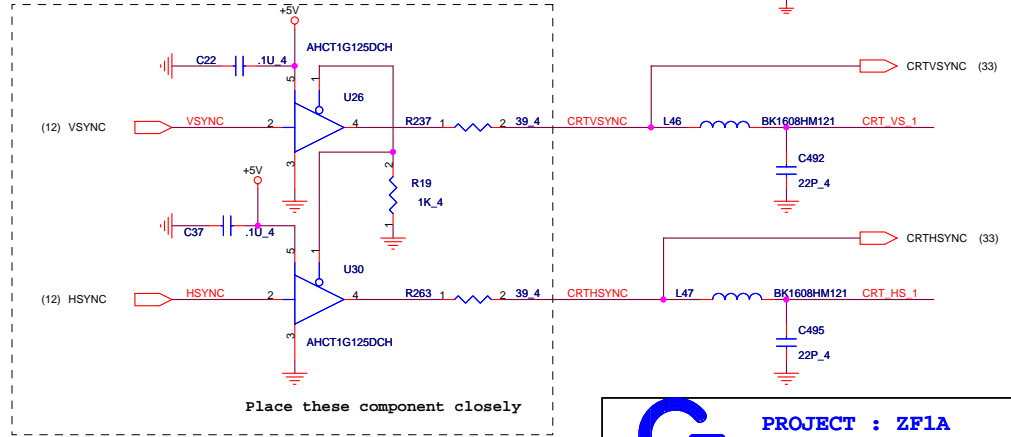 +5V
AHCT1G125DCH
C22 .1U_4
5 1
U26
CRTVSYNC (33)
(12) VSYNC VSYNC 2 4 R237 1 2 39_4 CRTVSYNC L46 BK1608HM121 CRT_VS_1
3
+5V
2
R19
1K_4
1
C492
22P_4
C37 .1U_4
5 1
U30
CRTHSYNC (33)
(12) HSYNC HSYNC 2 4 R263 1 2 39_4 CRTHSYNC L47 BK1608HM121 CRT_HS_1
3
AHCT1G125DCH
C495
22P_4
Place these component closely
PROJECT : ZF1A